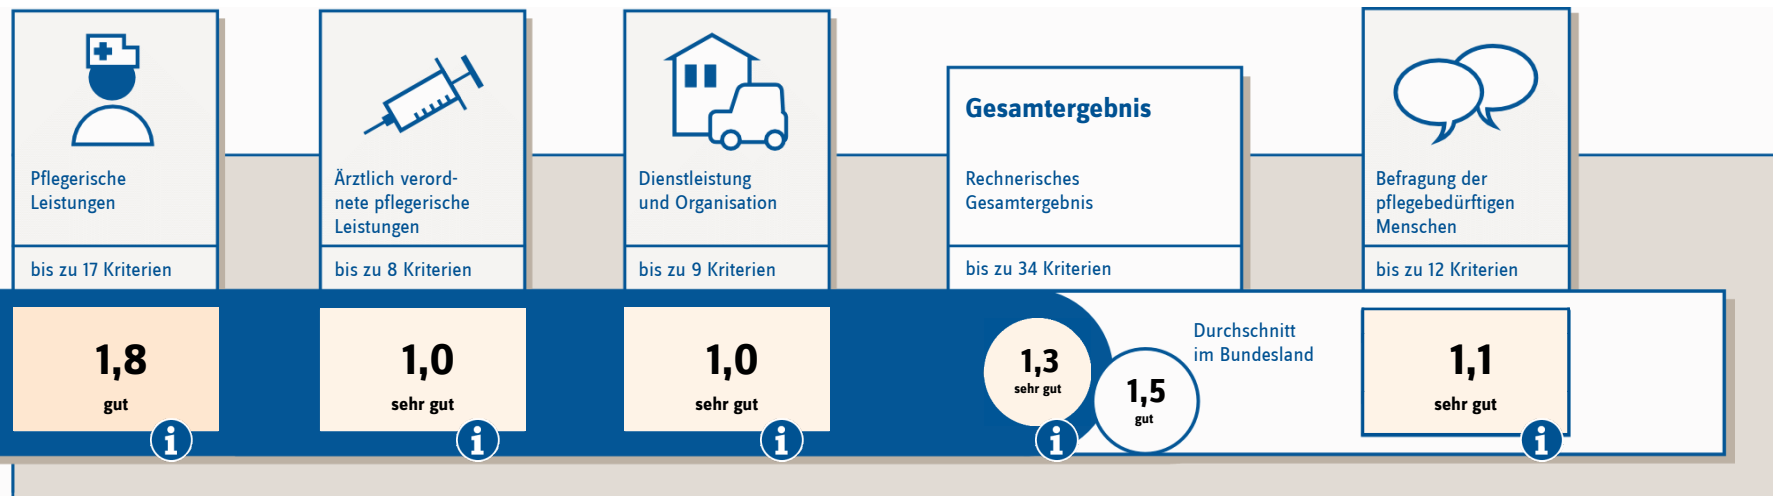 Pflegerische
Leistungen
bis zu 17 Kriterien
1,8
gut
Ärztlich verord-
nete pflegerische
Leistungen
bis zu 8 Kriterien
1,0
sehr gut
Dienstleistung
und Organisation
bis zu 9 Kriterien
1,0
sehr gut
Gesamtergebnis
Rechnerisches
Gesamtergebnis
bis zu 34 Kriterien
1,3
sehr gut
Durchschnitt
im Bundesland
1,5
gut
Befragung der
pflegebedürftigen
Menschen
bis zu 12 Kriterien
1,1
sehr gut